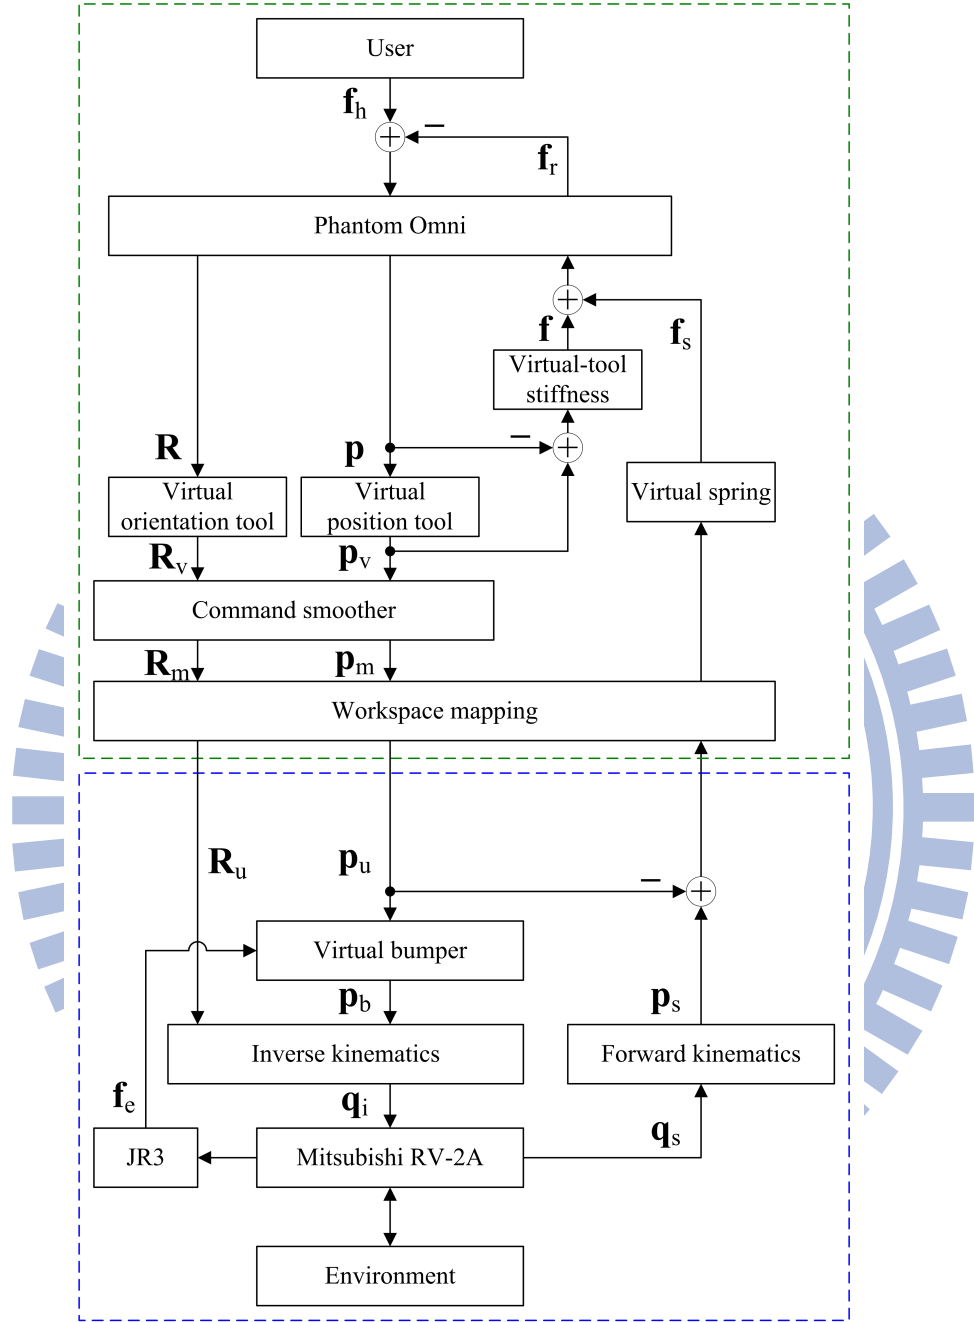 User
fh
−
fr
Phantom Omni
f
fs
Virtual-tool
stiffness
R
p
−
Virtual
orientation tool
Virtual
position tool
Virtual spring
Rv
pv
Command smoother
Rm
pm
Workspace mapping
Ru
pu
−
Virtual bumper
pb
ps
Inverse kinematics
Forward kinematics
fe
qi
qs
JR3
Mitsubishi RV-2A
Environment